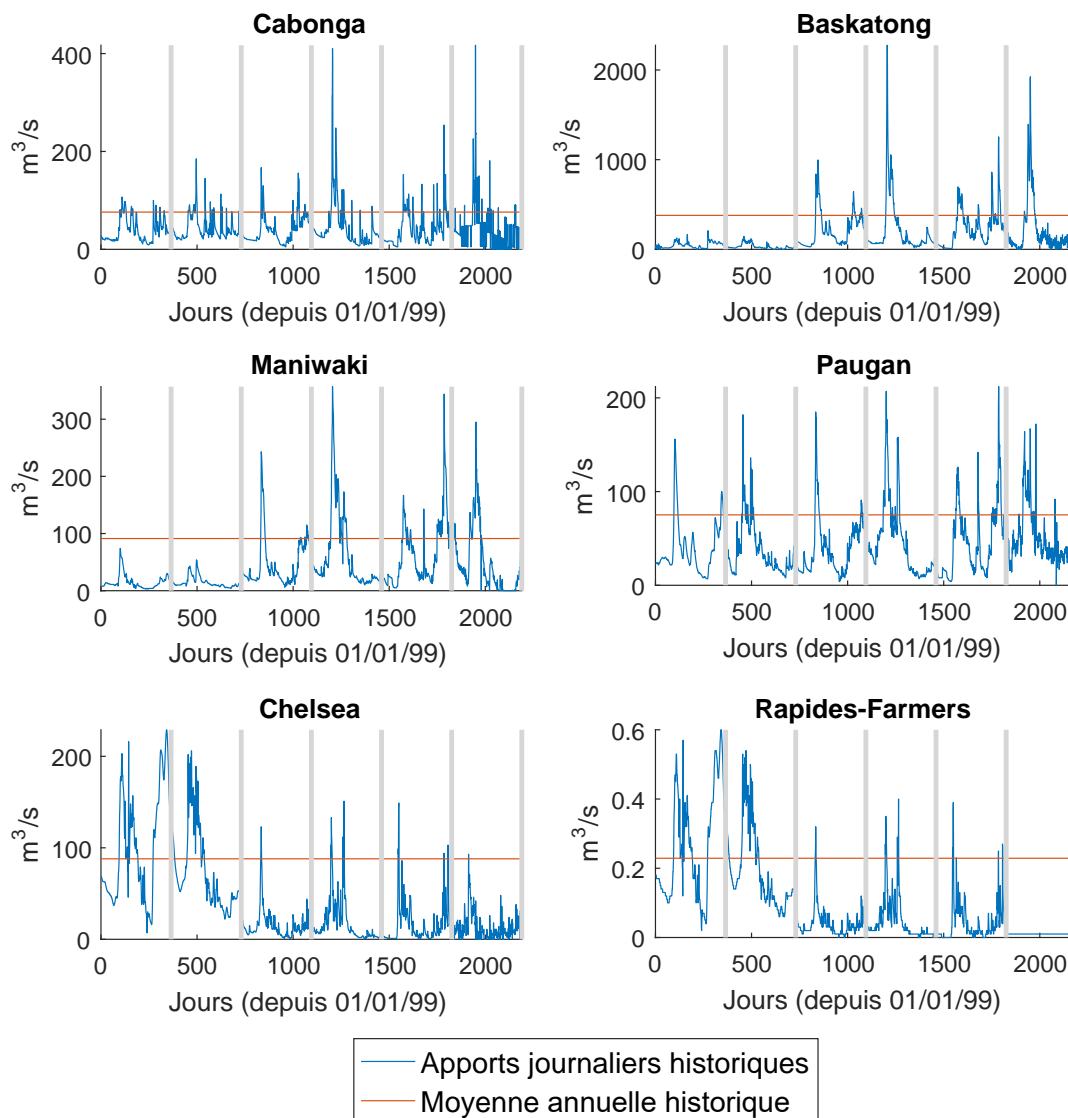 Cabonga
400
200
0
m³/s
0 500 1000 1500 2000
Jours (depuis 01/01/99)
Baskatong
2000
1000
0
m³/s
0 500 1000 1500 2000
Jours (depuis 01/01/99)
Maniwaki
300
200
100
0
m³/s
0 500 1000 1500 2000
Jours (depuis 01/01/99)
Paugan
200
100
0
m³/s
0 500 1000 1500 2000
Jours (depuis 01/01/99)
Chelsea
200
100
0
m³/s
0 500 1000 1500 2000
Jours (depuis 01/01/99)
Rapides-Farmers
0.6
0.4
0.2
0
m³/s
0 500 1000 1500 2000
Jours (depuis 01/01/99)
Apports journaliers historiques
Moyenne annuelle historique